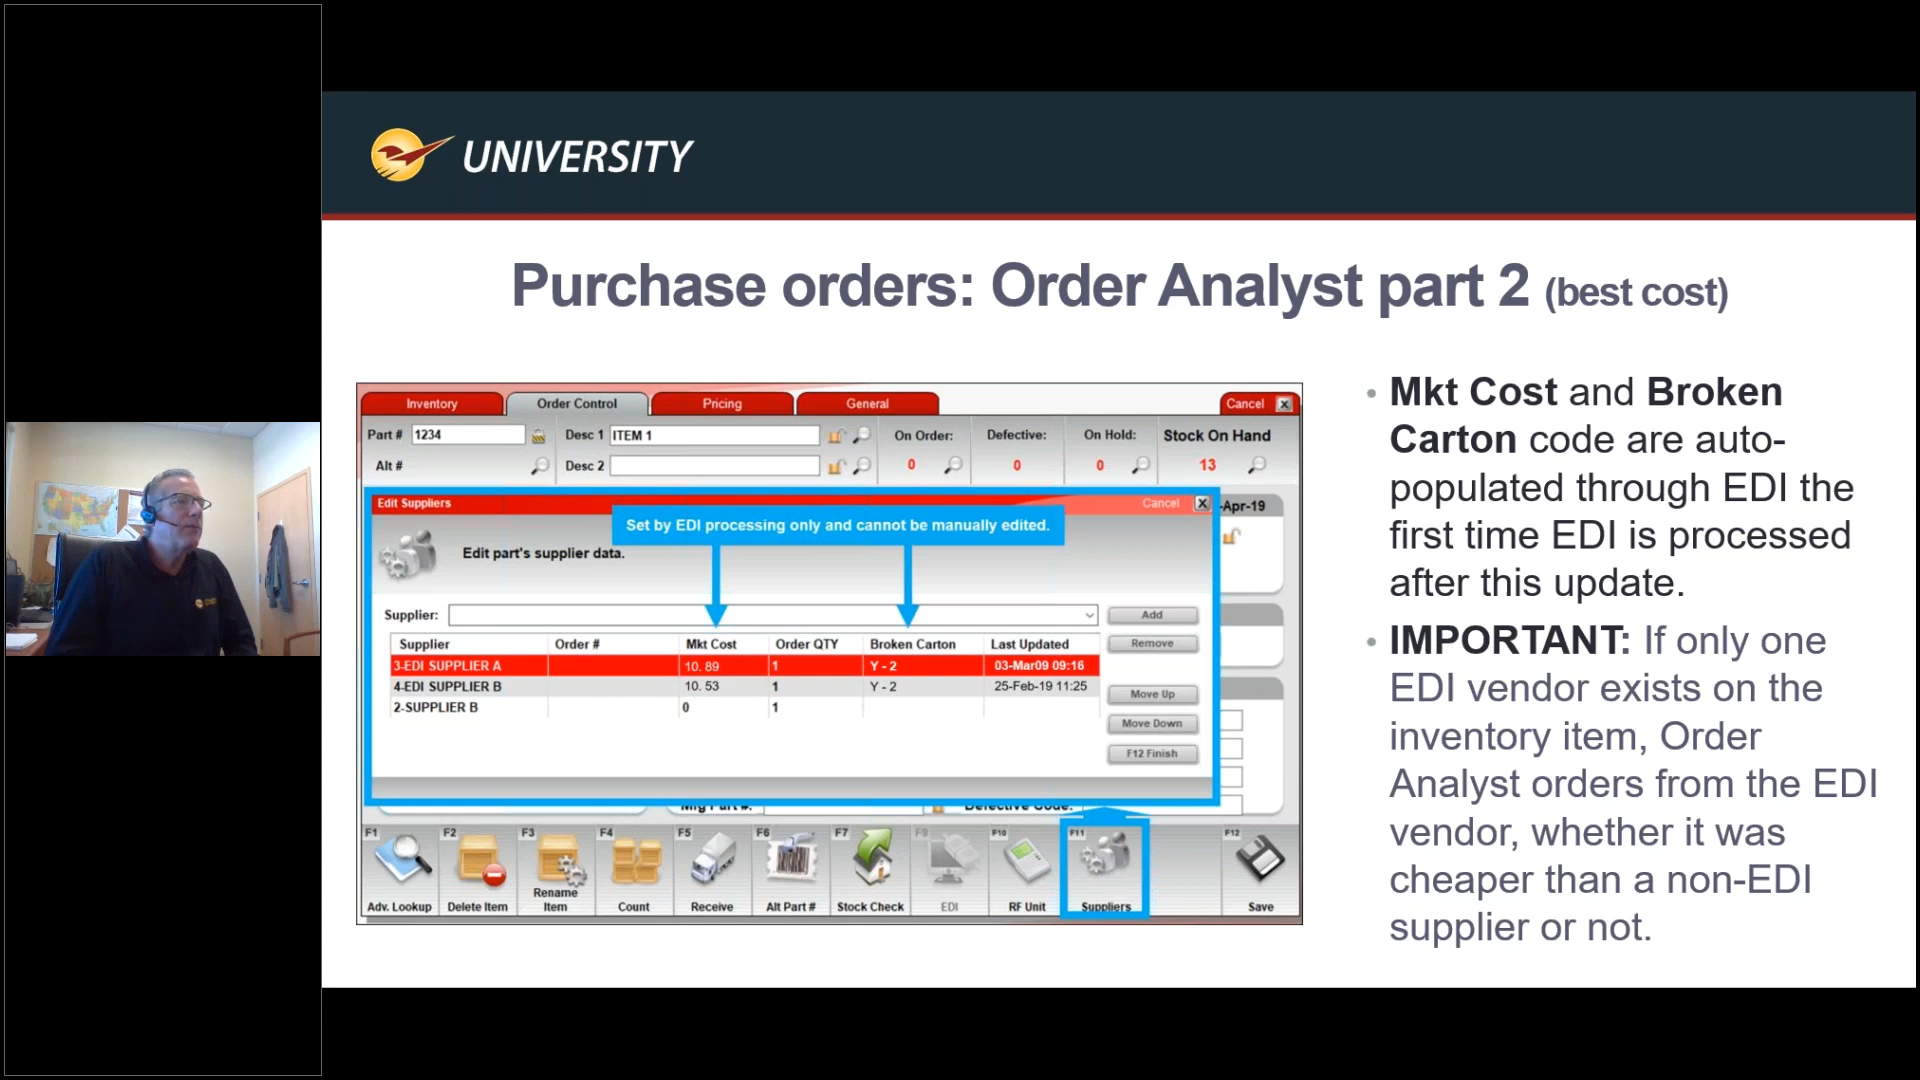 UNIVERSITY
Purchase orders: Order Analyst part 2 (best cost)
Inventory Order Control Pricing General Cancel X
Part # 1234 Desc 1 ITEM 1 On Order: Defective: On Hold: Stock On Hand
Alt # Desc 2 0 0 0 13
Edit Suppliers Cancel X -Apr-19
Set by EDI processing only and cannot be manually edited.
Edit part's supplier data.
Supplier: Add
Supplier Order # Mkt Cost Order QTY Broken Carton Last Updated Remove
3-EDI SUPPLIER A 10. 89 1 Y - 2 03-Mar09 09:16
4-EDI SUPPLIER B 10. 53 1 Y - 2 25-Feb-19 11:25 Move Up
2-SUPPLIER B 0 1
Move Down
F12 Finish
Mfg Part #: Defective Code:
F1 F2 F3 F4 F5 F6 F7 F9 F10 F11 F12
Adv. Lookup Delete Item Rename Item Count Receive Alt Part # Stock Check EDI RF Unit Suppliers Save
• Mkt Cost and Broken
Carton code are auto-
populated through EDI the
first time EDI is processed
after this update.
• IMPORTANT: If only one
EDI vendor exists on the
inventory item, Order
Analyst orders from the EDI
vendor, whether it was
cheaper than a non-EDI
supplier or not.